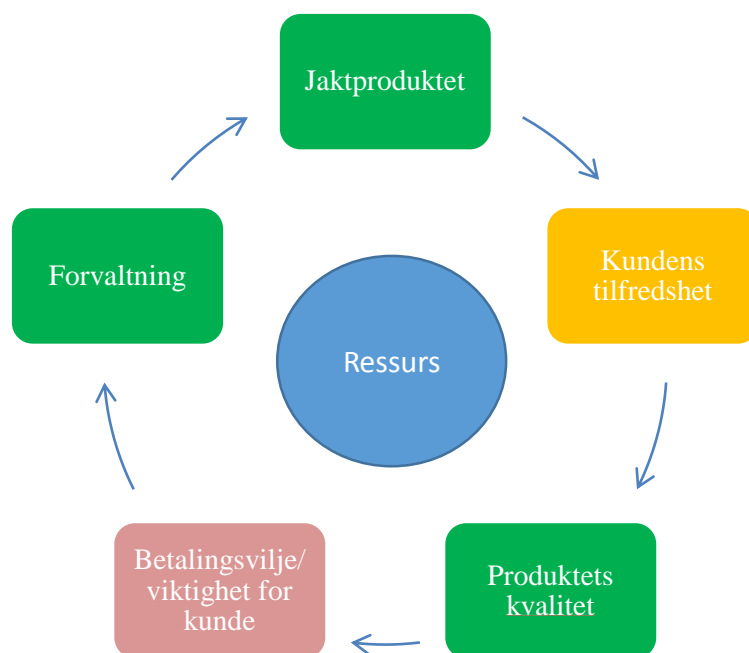 Jaktproduktet
Kundens
tilfredshet
Produktets
kvalitet
Betalingsvilje/
viktighet for
kunde
Forvaltning
Ressurs